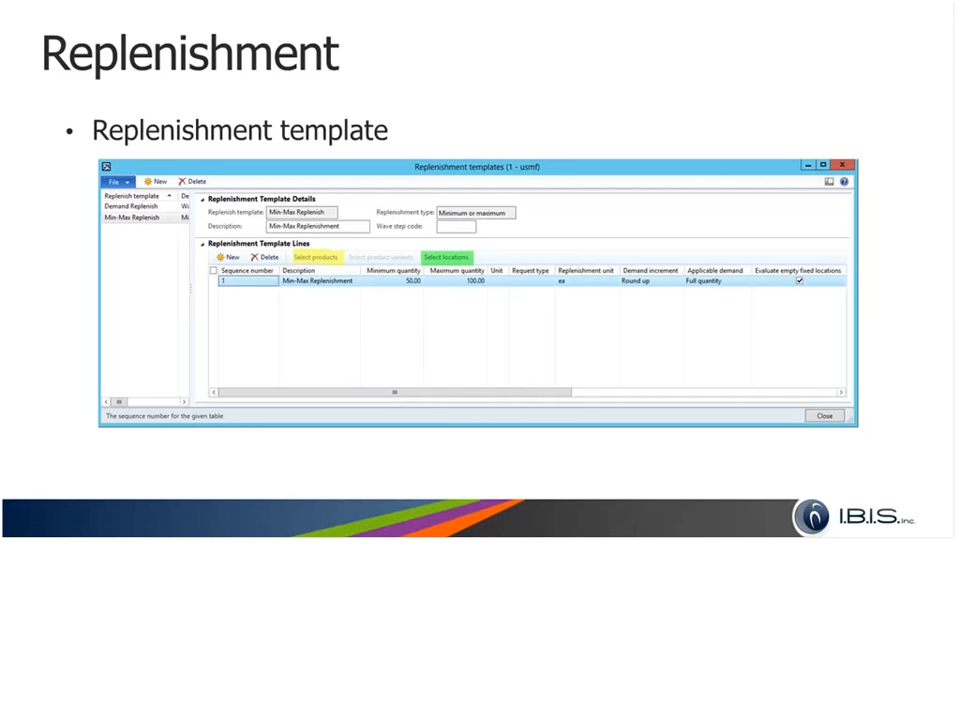 Replenishment
• Replenishment template
Replenishment templates (1 - usmf)
File New Delete
Replenish template De
Demand Replenish Wa
Min-Max Replenish Mi
Replenishment Template Details
Replenish template: Min-Max Replenish Replenishment type: Minimum or maximum
Description: Min-Max Replenishment Wave step code:
Replenishment Template Lines
New Delete Select products Select product variants Select locations
Sequence number Description Minimum quantity Maximum quantity Unit Request type Replenishment unit Demand increment Applicable demand Evaluate empty fixed locations
1 Min-Max Replenishment 50.00 100.00 ea Round up Full quantity
The sequence number for the given table Close
I.B.I.S. Inc.